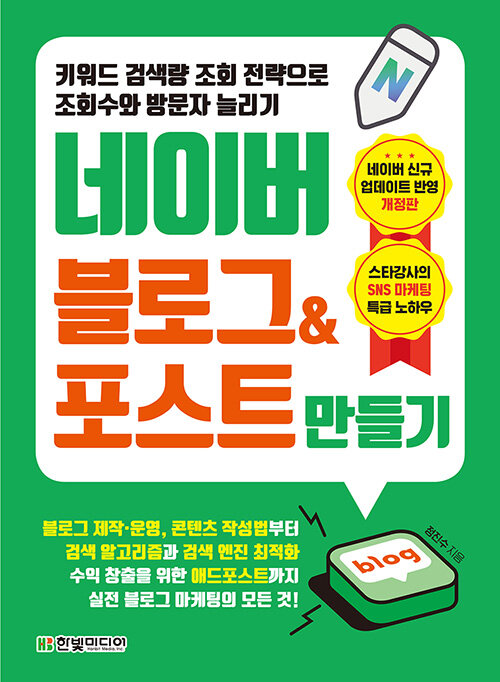 키워드 검색량 조회 전략으로
조회수와 방문자 늘리기
N
네이버
블로그&
포스트 만들기
네이버 신규
업데이트 반영
개정판
스타강사의
SNS 마케팅
특급 노하우
블로그 제작·운영, 콘텐츠 작성법부터
검색 알고리즘과 검색 엔진 최적화
수익 창출을 위한 애드포스트까지
실전 블로그 마케팅의 모든 것!
blog
정진수 지음
HB 한빛미디어
Hanbit Media, Inc.